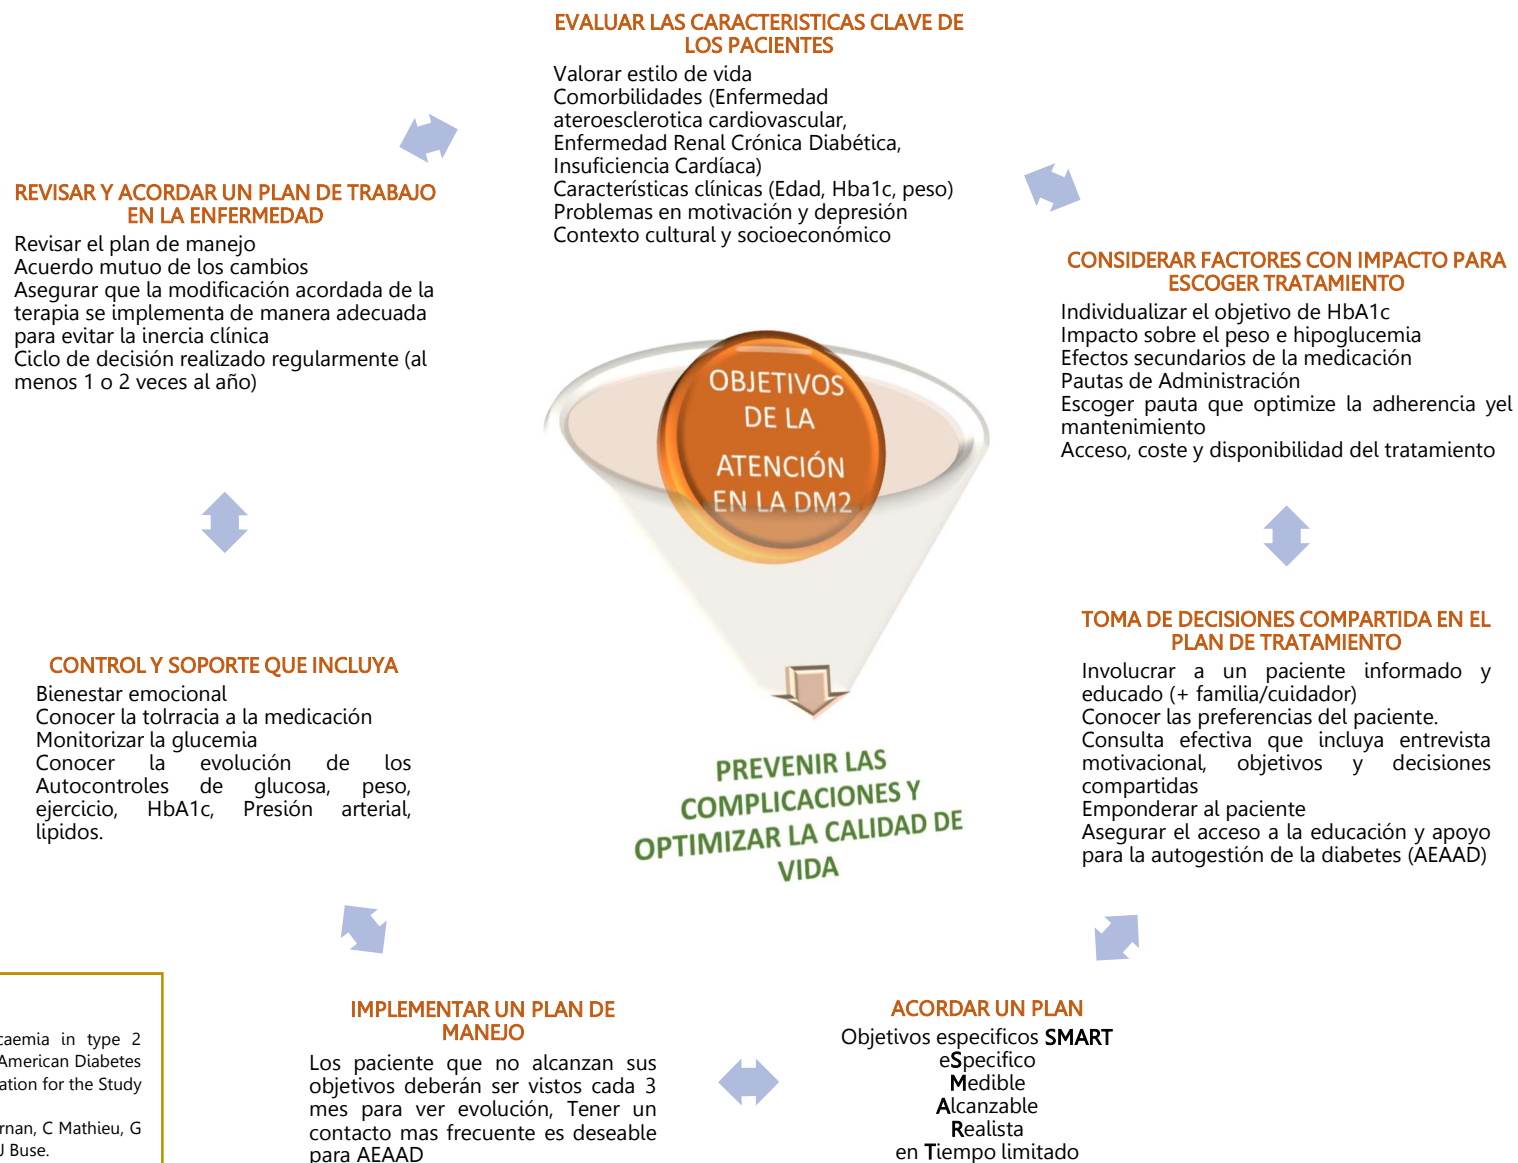 EVALUAR LAS CARACTERISTICAS CLAVE DE
LOS PACIENTES
Valorar estilo de vida
Comorbilidades (Enfermedad
ateroesclerotica cardiovascular,
Enfermedad Renal Crónica Diabética,
Insuficiencia Cardíaca)
Características clínicas (Edad, Hba1c, peso)
Problemas en motivación y depresión
Contexto cultural y socioeconómico
CONSIDERAR FACTORES CON IMPACTO PARA
ESCOGER TRATAMIENTO
Individualizar el objetivo de HbA1c
Impacto sobre el peso e hipoglucemia
Efectos secundarios de la medicación
Pautas de Administración
Escoger pauta que optimize la adherencia yel
mantenimiento
Acceso, coste y disponibilidad del tratamiento
TOMA DE DECISIONES COMPARTIDA EN EL
PLAN DE TRATAMIENTO
Involucrar a un paciente informado y
educado (+ familia/cuidador)
Conocer las preferencias del paciente.
Consulta efectiva que incluya entrevista
motivacional, objetivos y decisiones
compartidas
Emponderar al paciente
Asegurar el acceso a la educación y apoyo
para la autogestión de la diabetes (AEAAD)
ACORDAR UN PLAN
Objetivos especificos SMART
eSpecifico
Medible
Alcanzable
Realista
en Tiempo limitado
IMPLEMENTAR UN PLAN DE
MANEJO
Los paciente que no alcanzan sus
objetivos deberán ser vistos cada 3
mes para ver evolución, Tener un
contacto mas frecuente es deseable
para AEAAD
CONTROL Y SOPORTE QUE INCLUYA
Bienestar emocional
Conocer la tolrracia a la medicación
Monitorizar la glucemia
Conocer la evolución de los
Autocontroles de glucosa, peso,
ejercicio, HbA1c, Presión arterial,
lipidos.
REVISAR Y ACORDAR UN PLAN DE TRABAJO
EN LA ENFERMEDAD
Revisar el plan de manejo
Acuerdo mutuo de los cambios
Asegurar que la modificación acordada de la
terapia se implementa de manera adecuada
para evitar la inercia clínica
Ciclo de decisión realizado regularmente (al
menos 1 o 2 veces al año)
OBJETIVOS
DE LA
ATENCIÓN
EN LA DM2
PREVENIR LAS
COMPLICACIONES Y
OPTIMIZAR LA CALIDAD DE
VIDA
caemia in type 2
American Diabetes
ation for the Study
rnan, C Mathieu, G
J Buse.